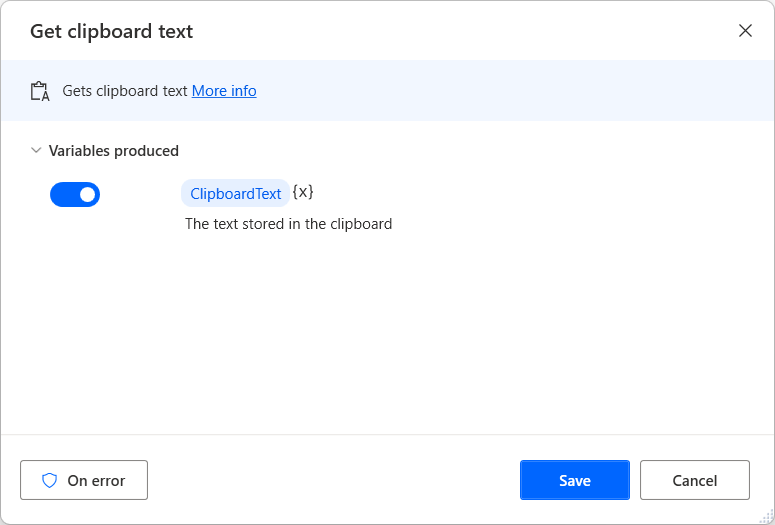 Get clipboard text
Gets clipboard text More info
Variables produced
ClipboardText {x}
The text stored in the clipboard
On error
Save
Cancel